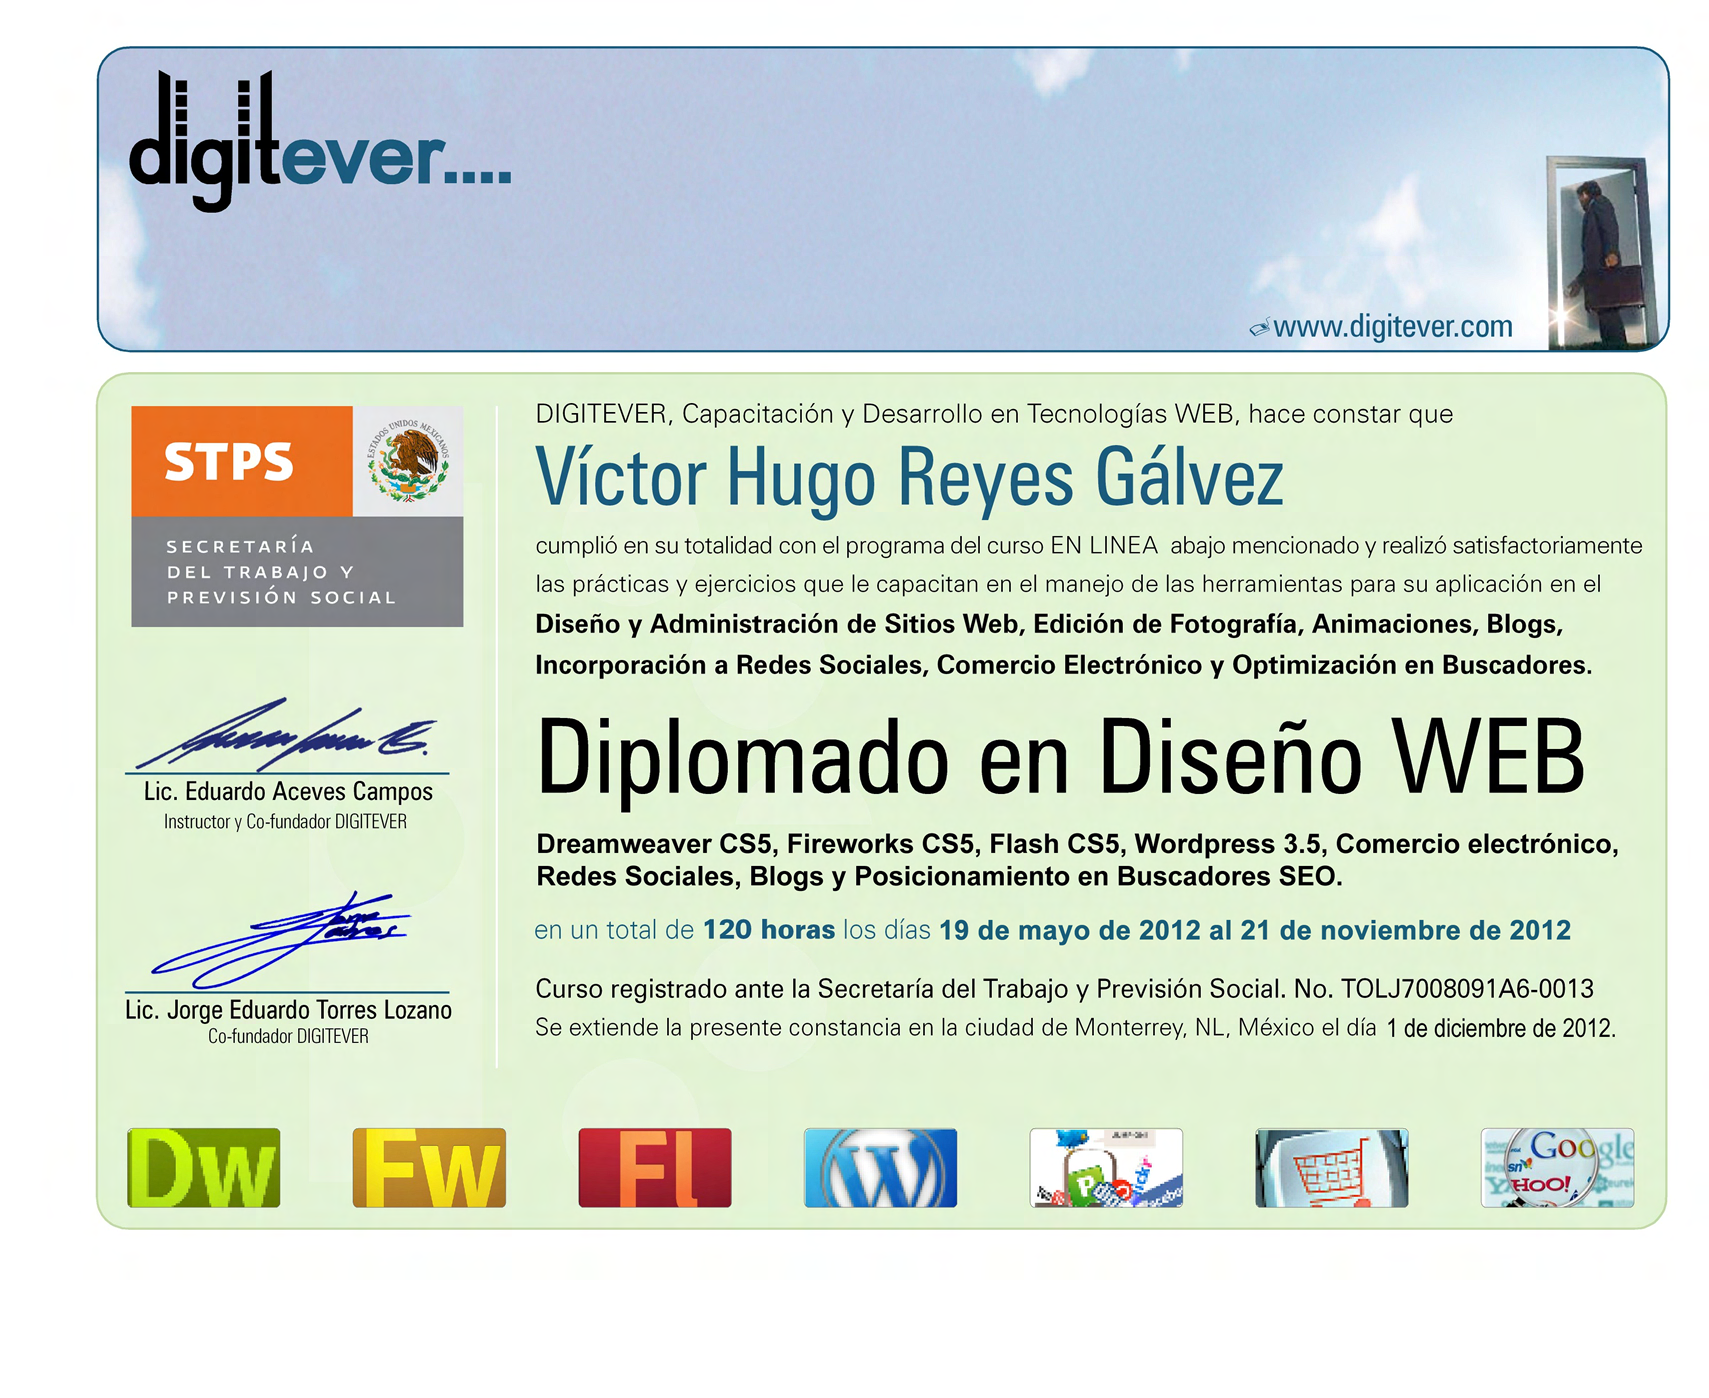 digitever....
www.digitever.com
STPS
ESTADOS UNIDOS MEXICANOS
SECRETARÍA
DEL TRABAJO Y
PREVISIÓN SOCIAL
Lic. Eduardo Aceves Campos
Instructor y Co-fundador DIGITEVER
Lic. Jorge Eduardo Torres Lozano
Co-fundador DIGITEVER
DIGITEVER, Capacitación y Desarrollo en Tecnologías WEB, hace constar que
Víctor Hugo Reyes Gálvez
cumplió en su totalidad con el programa del curso EN LINEA abajo mencionado y realizó satisfactoriamente
las prácticas y ejercicios que le capacitan en el manejo de las herramientas para su aplicación en el
Diseño y Administración de Sitios Web, Edición de Fotografía, Animaciones, Blogs,
Incorporación a Redes Sociales, Comercio Electrónico y Optimización en Buscadores.
Diplomado en Diseño WEB
Dreamweaver CS5, Fireworks CS5, Flash CS5, Wordpress 3.5, Comercio electrónico,
Redes Sociales, Blogs y Posicionamiento en Buscadores SEO.
en un total de 120 horas los días 19 de mayo de 2012 al 21 de noviembre de 2012
Curso registrado ante la Secretaría del Trabajo y Previsión Social. No. TOLJ7008091A6-0013
Se extiende la presente constancia en la ciudad de Monterrey, NL, México el día 1 de diciembre de 2012.
Dw
Fw
Fl
W
Google
HOO!